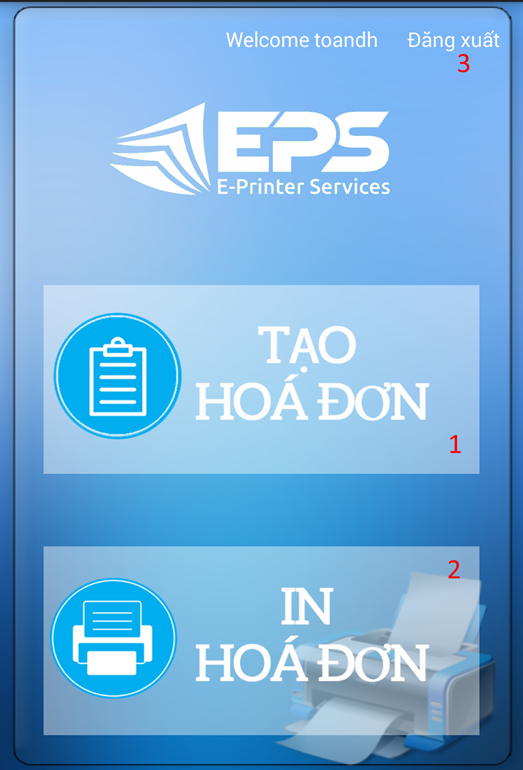 Welcome toandh Đăng xuất
3
EPS
E-Printer Services
TẠO
HOÁ ĐƠN
1
2
IN
HOÁ ĐƠN